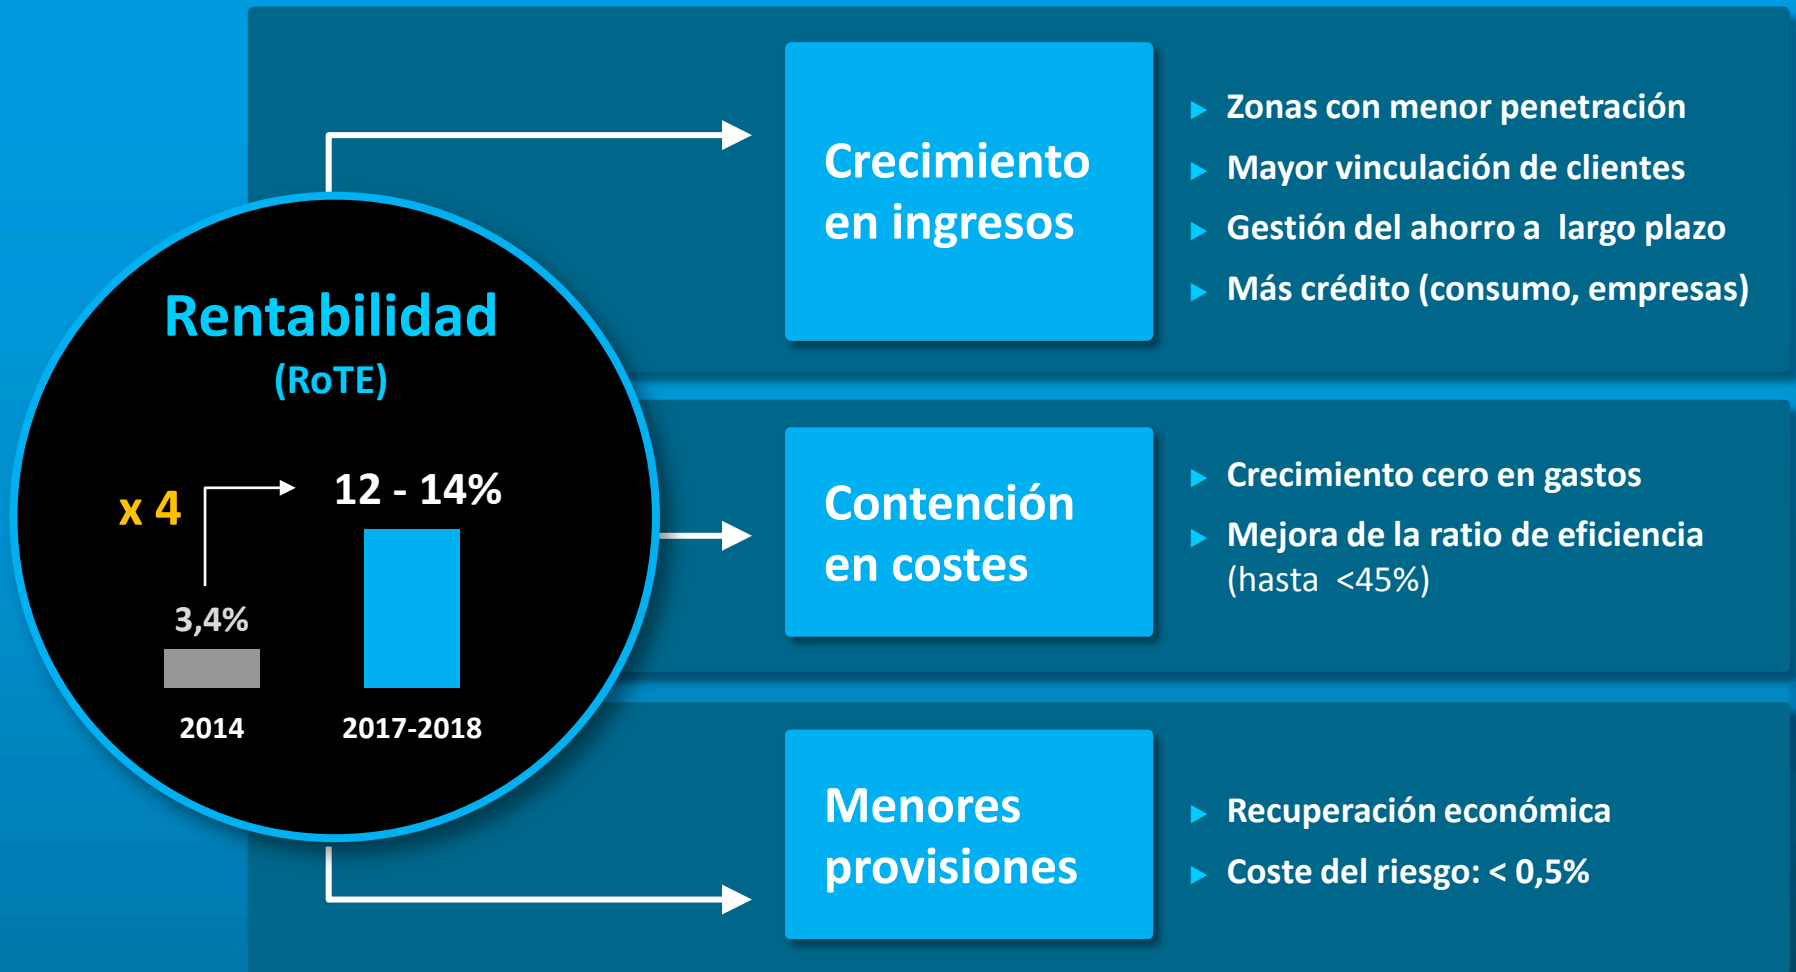 Rentabilidad
(RoTE)
x 4
12 - 14%
3,4%
2014
2017-2018
Crecimiento
en ingresos
Zonas con menor penetración
Mayor vinculación de clientes
Gestión del ahorro a  largo plazo
Más crédito (consumo, empresas)
Contención
en costes
Crecimiento cero en gastos
Mejora de la ratio de eficiencia
(hasta  <45%)
Menores
provisiones
Recuperación económica
Coste del riesgo: < 0,5%